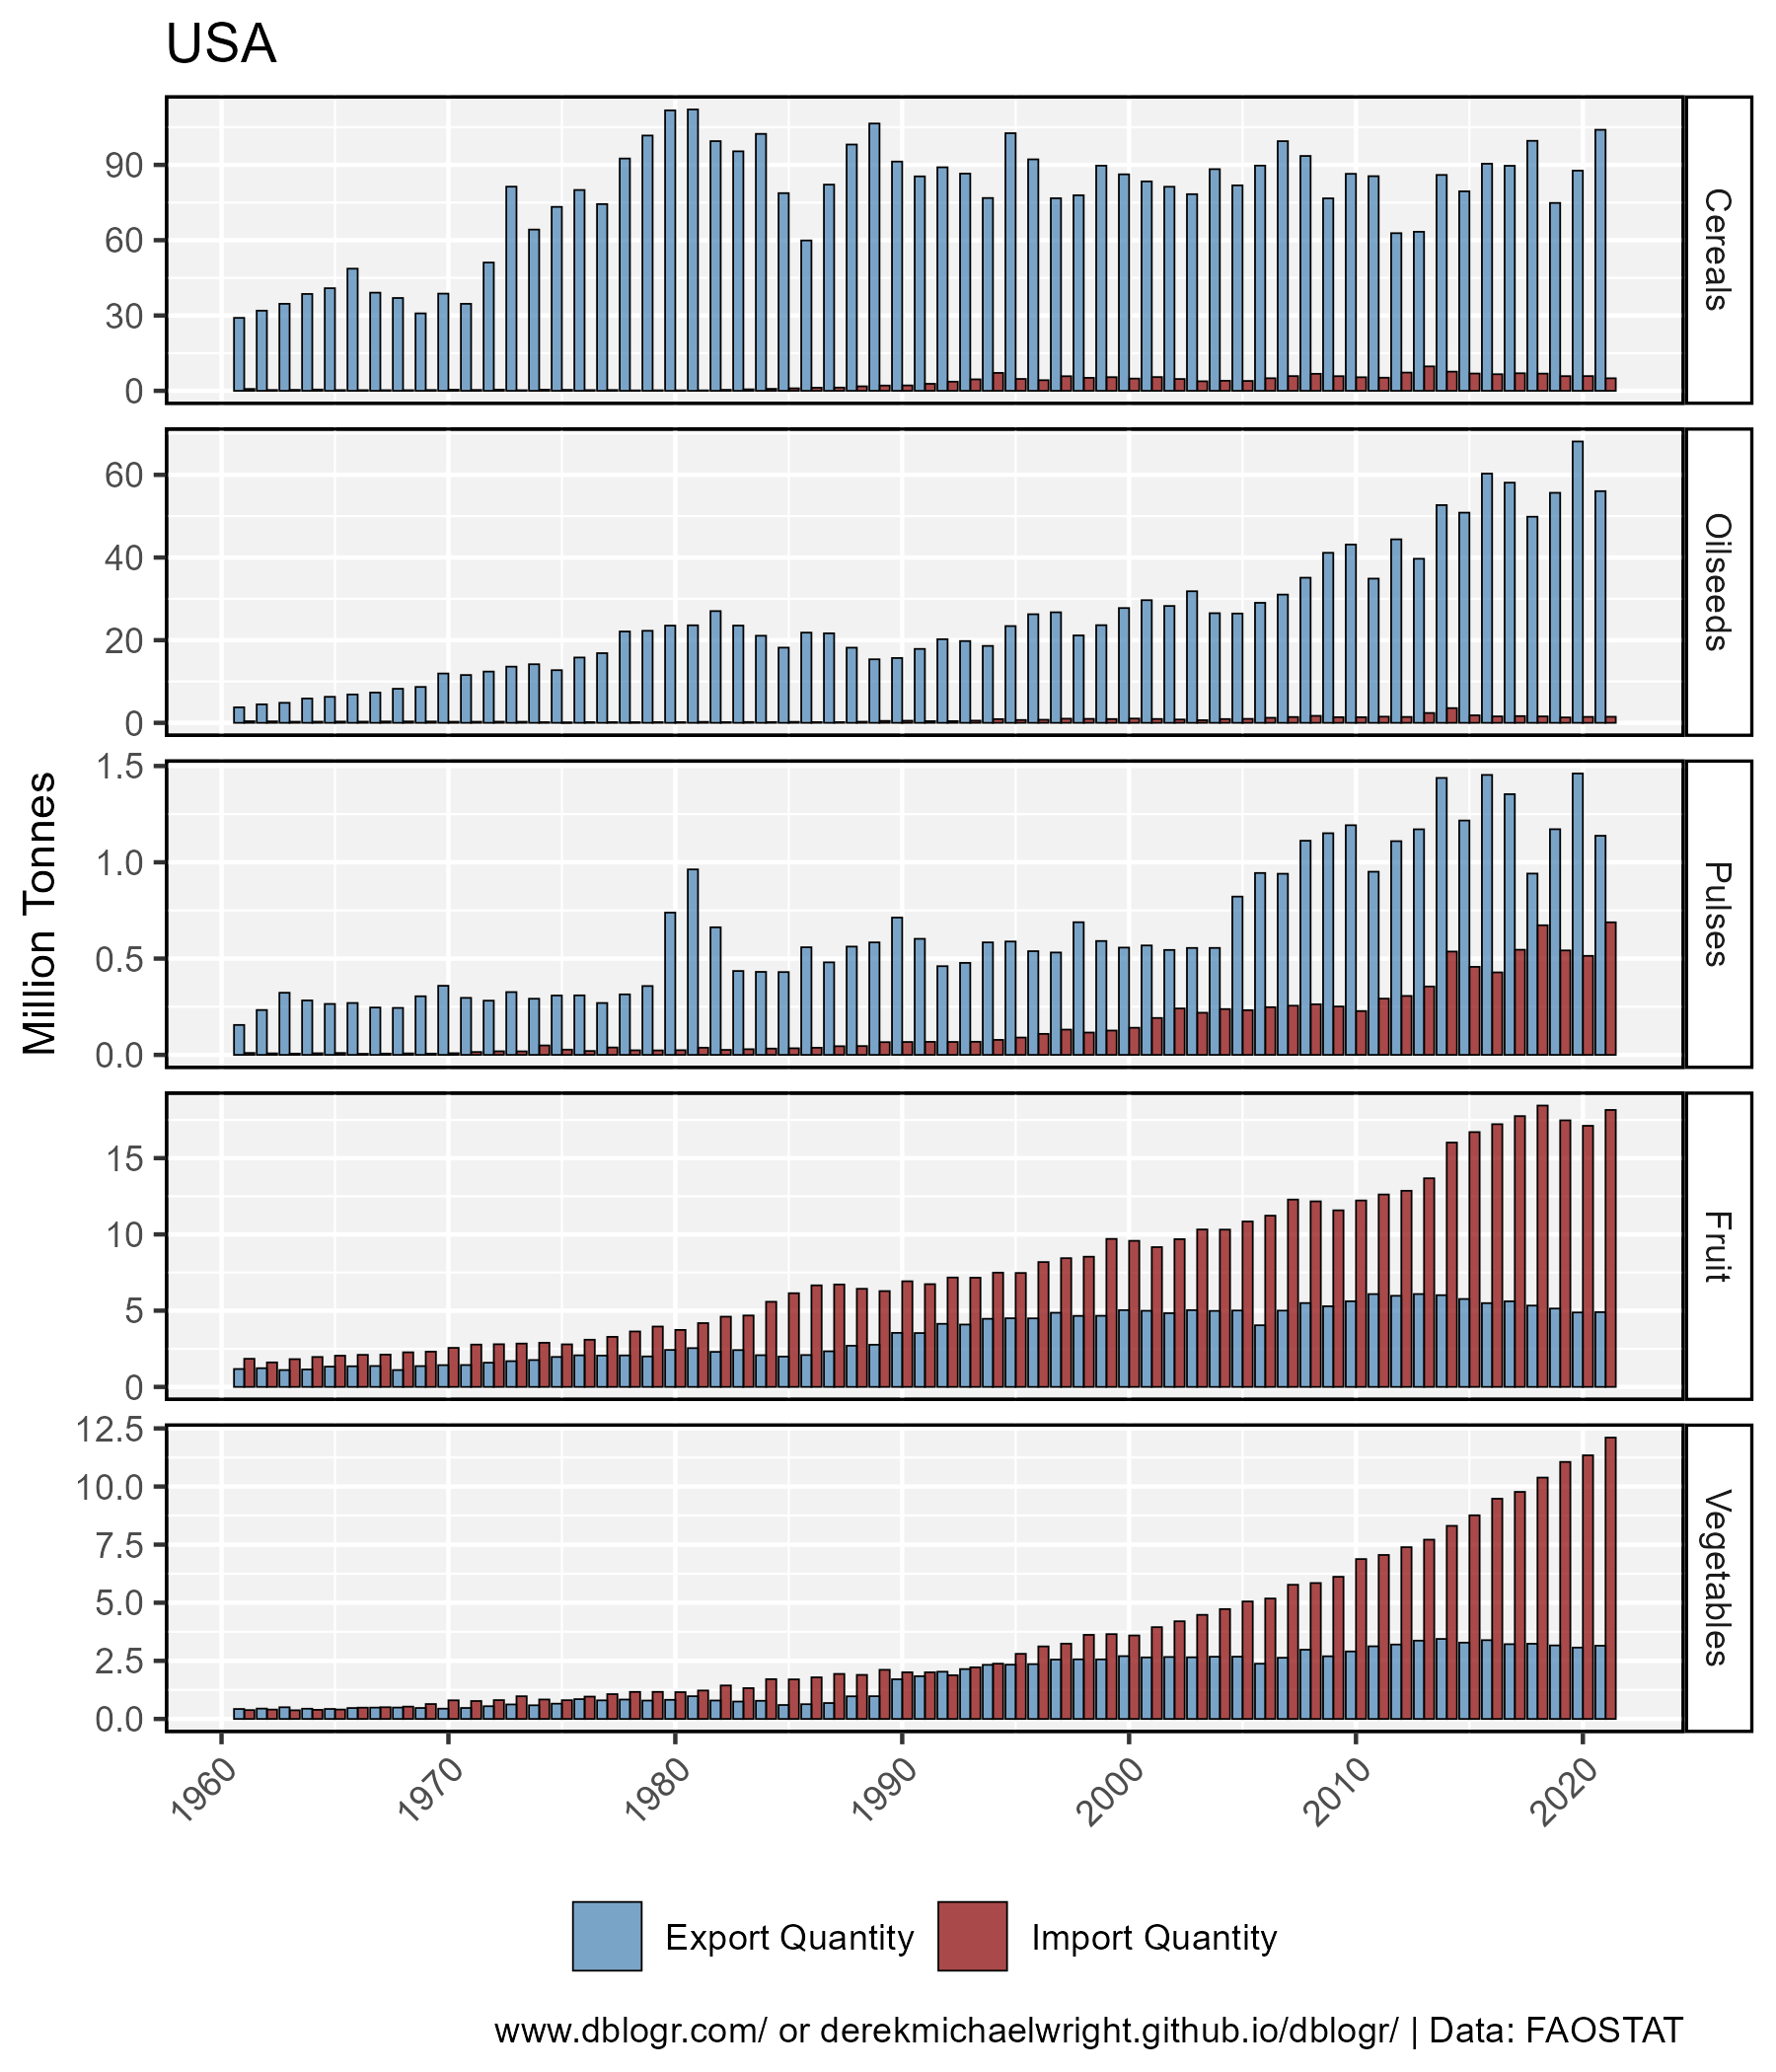 USA
Million Tonnes
90
60
30
0
Cereals
60
40
20
0
Oilseeds
1.5
1.0
0.5
0.0
Pulses
15
10
5
0
Fruit
12.5
10.0
7.5
5.0
2.5
0.0
Vegetables
1960
1970
1980
1990
2000
2010
2020
Export Quantity
Import Quantity
www.dblogr.com/ or derekmichaelwright.github.io/dblogr/ | Data: FAOSTAT